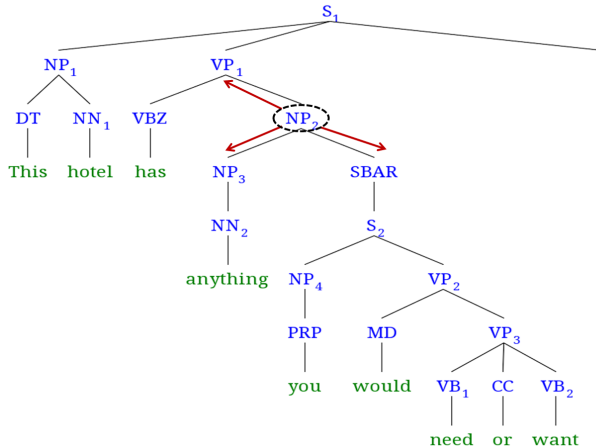 S1
NP1 VP1
DT NN1 VBZ NP2
This hotel has NP3 SBAR
NN2 S2
anything NP4 VP2
PRP MD VP3
you would VB1 CC VB2
need or want